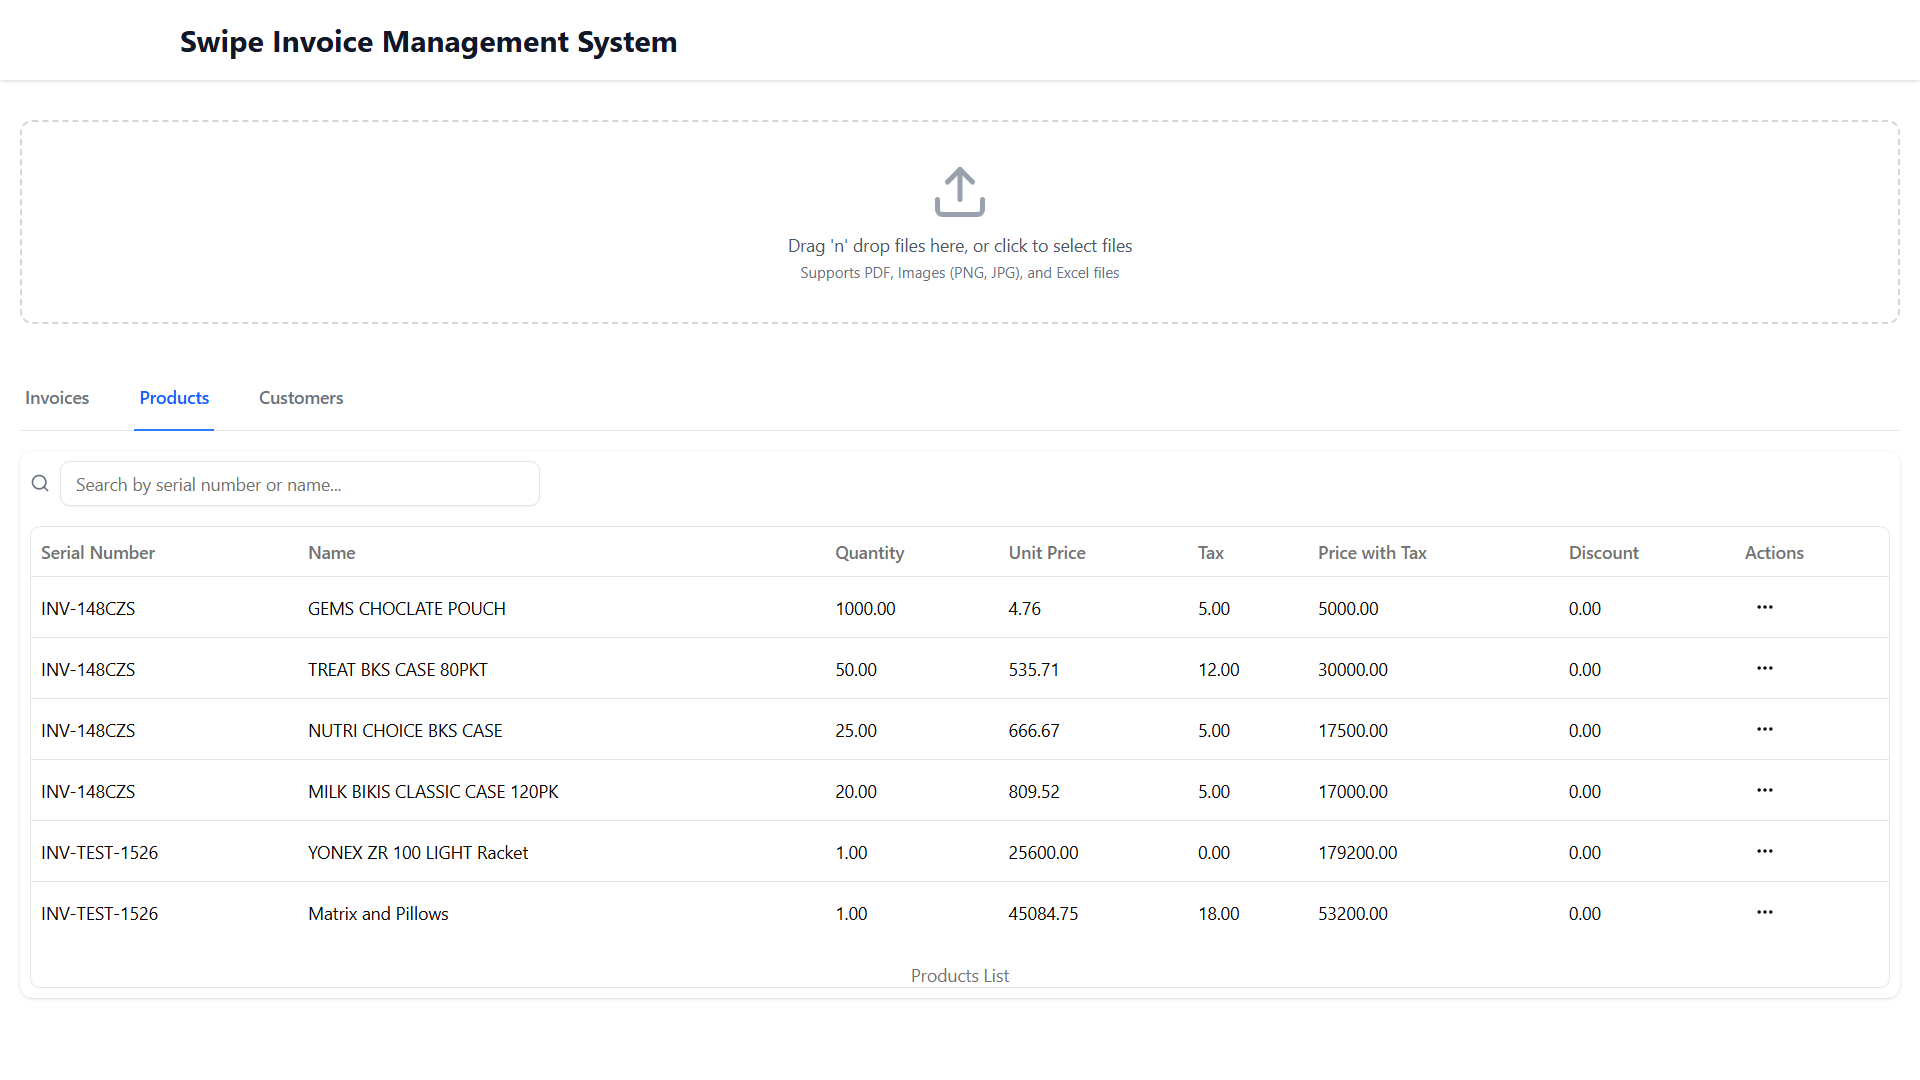 Swipe Invoice Management System
Drag 'n' drop files here, or click to select files
Supports PDF, Images (PNG, JPG), and Excel files
Invoices Products Customers
Search by serial number or name...
Serial Number Name Quantity Unit Price Tax Price with Tax Discount Actions
INV-148CZS GEMS CHOCLATE POUCH 1000.00 4.76 5.00 5000.00 0.00
INV-148CZS TREAT BKS CASE 80PKT 50.00 535.71 12.00 30000.00 0.00
INV-148CZS NUTRI CHOICE BKS CASE 25.00 666.67 5.00 17500.00 0.00
INV-148CZS MILK BIKIS CLASSIC CASE 120PK 20.00 809.52 5.00 17000.00 0.00
INV-TEST-1526 YONEX ZR 100 LIGHT Racket 1.00 25600.00 0.00 179200.00 0.00
INV-TEST-1526 Matrix and Pillows 1.00 45084.75 18.00 53200.00 0.00
Products List